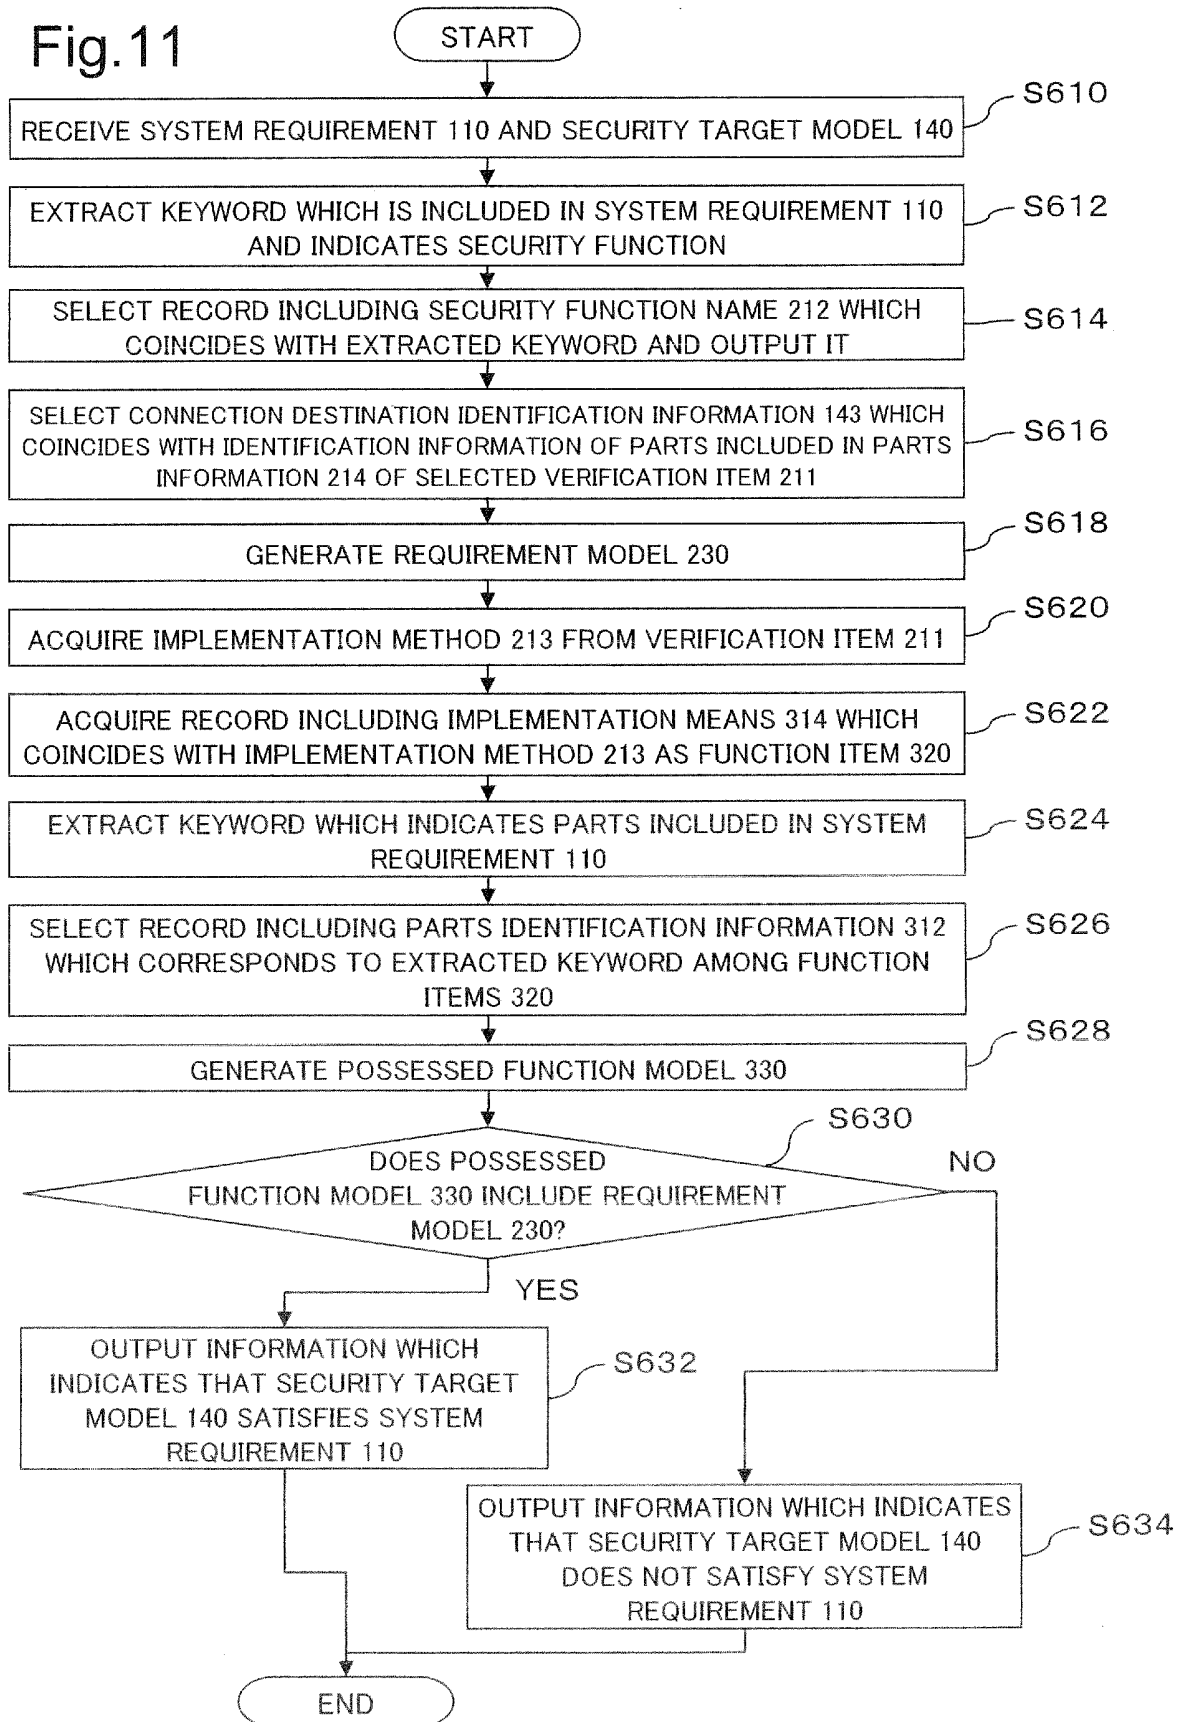 Fig.11
START
S610
RECEIVE SYSTEM REQUIREMENT 110 AND SECURITY TARGET MODEL 140
S612
EXTRACT KEYWORD WHICH IS INCLUDED IN SYSTEM REQUIREMENT 110
AND INDICATES SECURITY FUNCTION
S614
SELECT RECORD INCLUDING SECURITY FUNCTION NAME 212 WHICH
COINCIDES WITH EXTRACTED KEYWORD AND OUTPUT IT
S616
SELECT CONNECTION DESTINATION IDENTIFICATION INFORMATION 143 WHICH
COINCIDES WITH IDENTIFICATION INFORMATION OF PARTS INCLUDED IN PARTS
INFORMATION 214 OF SELECTED VERIFICATION ITEM 211
S618
GENERATE REQUIREMENT MODEL 230
S620
ACQUIRE IMPLEMENTATION METHOD 213 FROM VERIFICATION ITEM 211
S622
ACQUIRE RECORD INCLUDING IMPLEMENTATION MEANS 314 WHICH
COINCIDES WITH IMPLEMENTATION METHOD 213 AS FUNCTION ITEM 320
S624
EXTRACT KEYWORD WHICH INDICATES PARTS INCLUDED IN SYSTEM
REQUIREMENT 110
S626
SELECT RECORD INCLUDING PARTS IDENTIFICATION INFORMATION 312
WHICH CORRESPONDS TO EXTRACTED KEYWORD AMONG FUNCTION
ITEMS 320
S628
GENERATE POSSESSED FUNCTION MODEL 330
S630
DOES POSSESSED
FUNCTION MODEL 330 INCLUDE REQUIREMENT
MODEL 230?
NO
YES
OUTPUT INFORMATION WHICH
INDICATES THAT SECURITY TARGET
MODEL 140 SATISFIES SYSTEM
REQUIREMENT 110
S632
OUTPUT INFORMATION WHICH INDICATES
THAT SECURITY TARGET MODEL 140
DOES NOT SATISFY SYSTEM
REQUIREMENT 110
S634
END